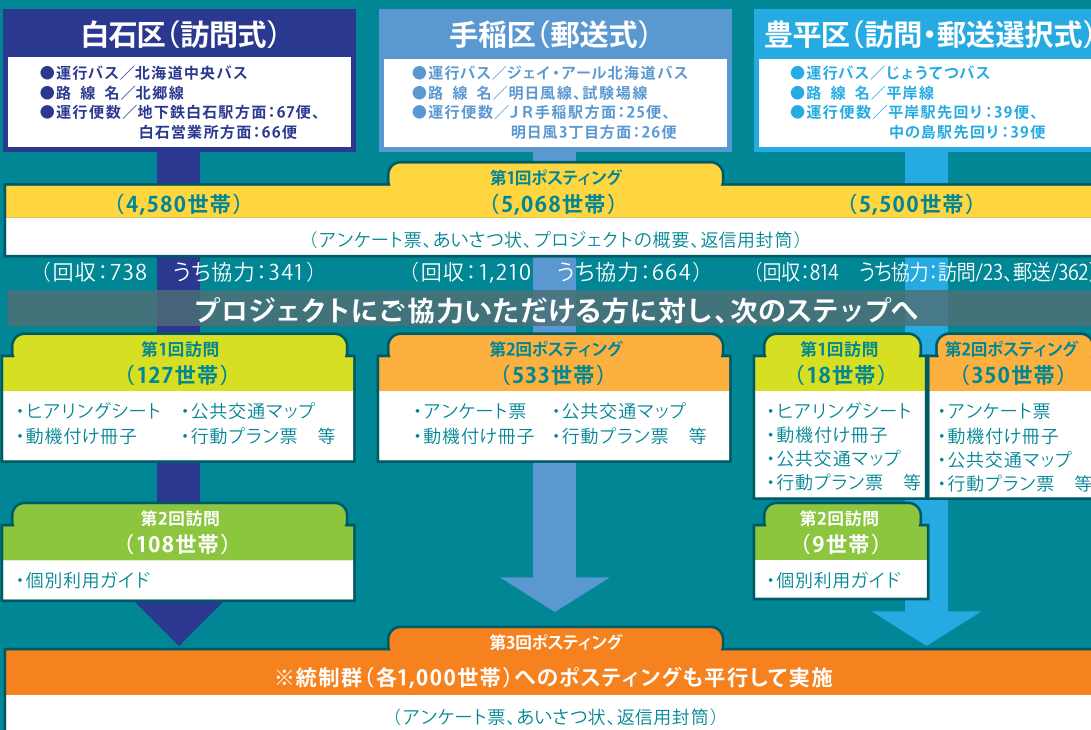 白石区(訪問式)
●運行バス/北海道中央バス
●路 線 名/北郷線
●運行便数/地下鉄白石駅方面:67便、
白石営業所方面:66便
手稲区(郵送式)
●運行バス/ジェイ・アール北海道バス
●路 線 名/明日風線、試験場線
●運行便数/JR手稲駅方面:25便、
明日風3丁目方面:26便
豊平区(訪問・郵送選択式)
●運行バス/じょうてつバス
●路 線 名/平岸線
●運行便数/平岸駅先回り:39便、
中の島駅先回り:39便
第1回ポスティング
(4,580世帯)
(5,068世帯)
(5,500世帯)
(アンケート票、あいさつ状、プロジェクトの概要、返信用封筒)
(回収:738 うち協力:341)
(回収:1,210 うち協力:664)
(回収:814 うち協力:訪問/23、郵送/362)
プロジェクトにご協力いただける方に対し、次のステップへ
第1回訪問
(127世帯)
・ヒアリングシート ・公共交通マップ
・動機付け冊子 ・行動プラン票 等
第2回ポスティング
(533世帯)
・アンケート票 ・公共交通マップ
・動機付け冊子 ・行動プラン票 等
第1回訪問
(18世帯)
・ヒアリングシート
・動機付け冊子
・公共交通マップ
・行動プラン票 等
第2回ポスティング
(350世帯)
・アンケート票
・動機付け冊子
・公共交通マップ
・行動プラン票 等
第2回訪問
(108世帯)
・個別利用ガイド
第2回訪問
(9世帯)
・個別利用ガイド
第3回ポスティング
※統制群(各1,000世帯)へのポスティングも平行して実施
(アンケート票、あいさつ状、返信用封筒)